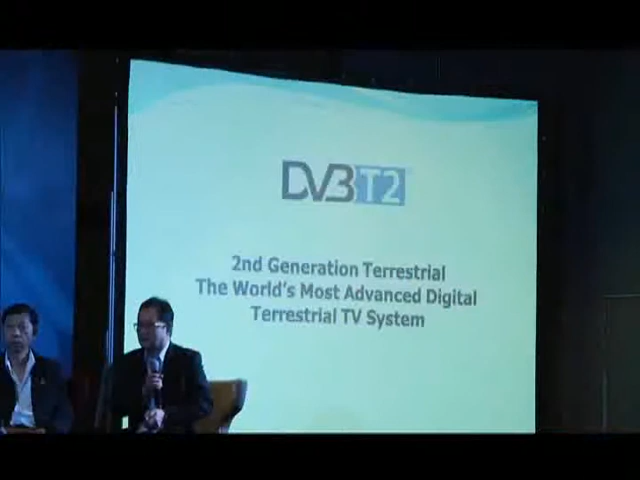 DVB T2
2nd Generation Terrestrial
The World's Most Advanced Digital
Terrestrial TV System